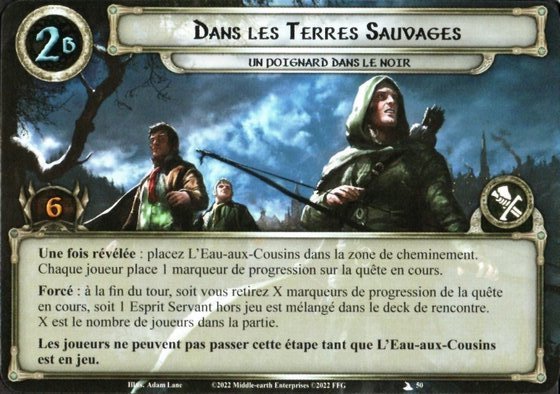 2B
DANS LES TERRES SAUVAGES
UN POIGNARD DANS LE NOIR
6
Une fois révélée : placez L'Eau-aux-Cousins dans la zone de cheminement.
Chaque joueur place 1 marqueur de progression sur la quête en cours.
Forcé : à la fin du tour, soit vous retirez X marqueurs de progression de la quête
en cours, soit 1 Esprit Servant hors jeu est mélangé dans le deck de rencontre.
X est le nombre de joueurs dans la partie.
Les joueurs ne peuvent pas passer cette étape tant que L'Eau-aux-Cousins
est en jeu.
Illus. Adam Lane ©2022 Middle-earth Enterprises ©2022 FFG 50